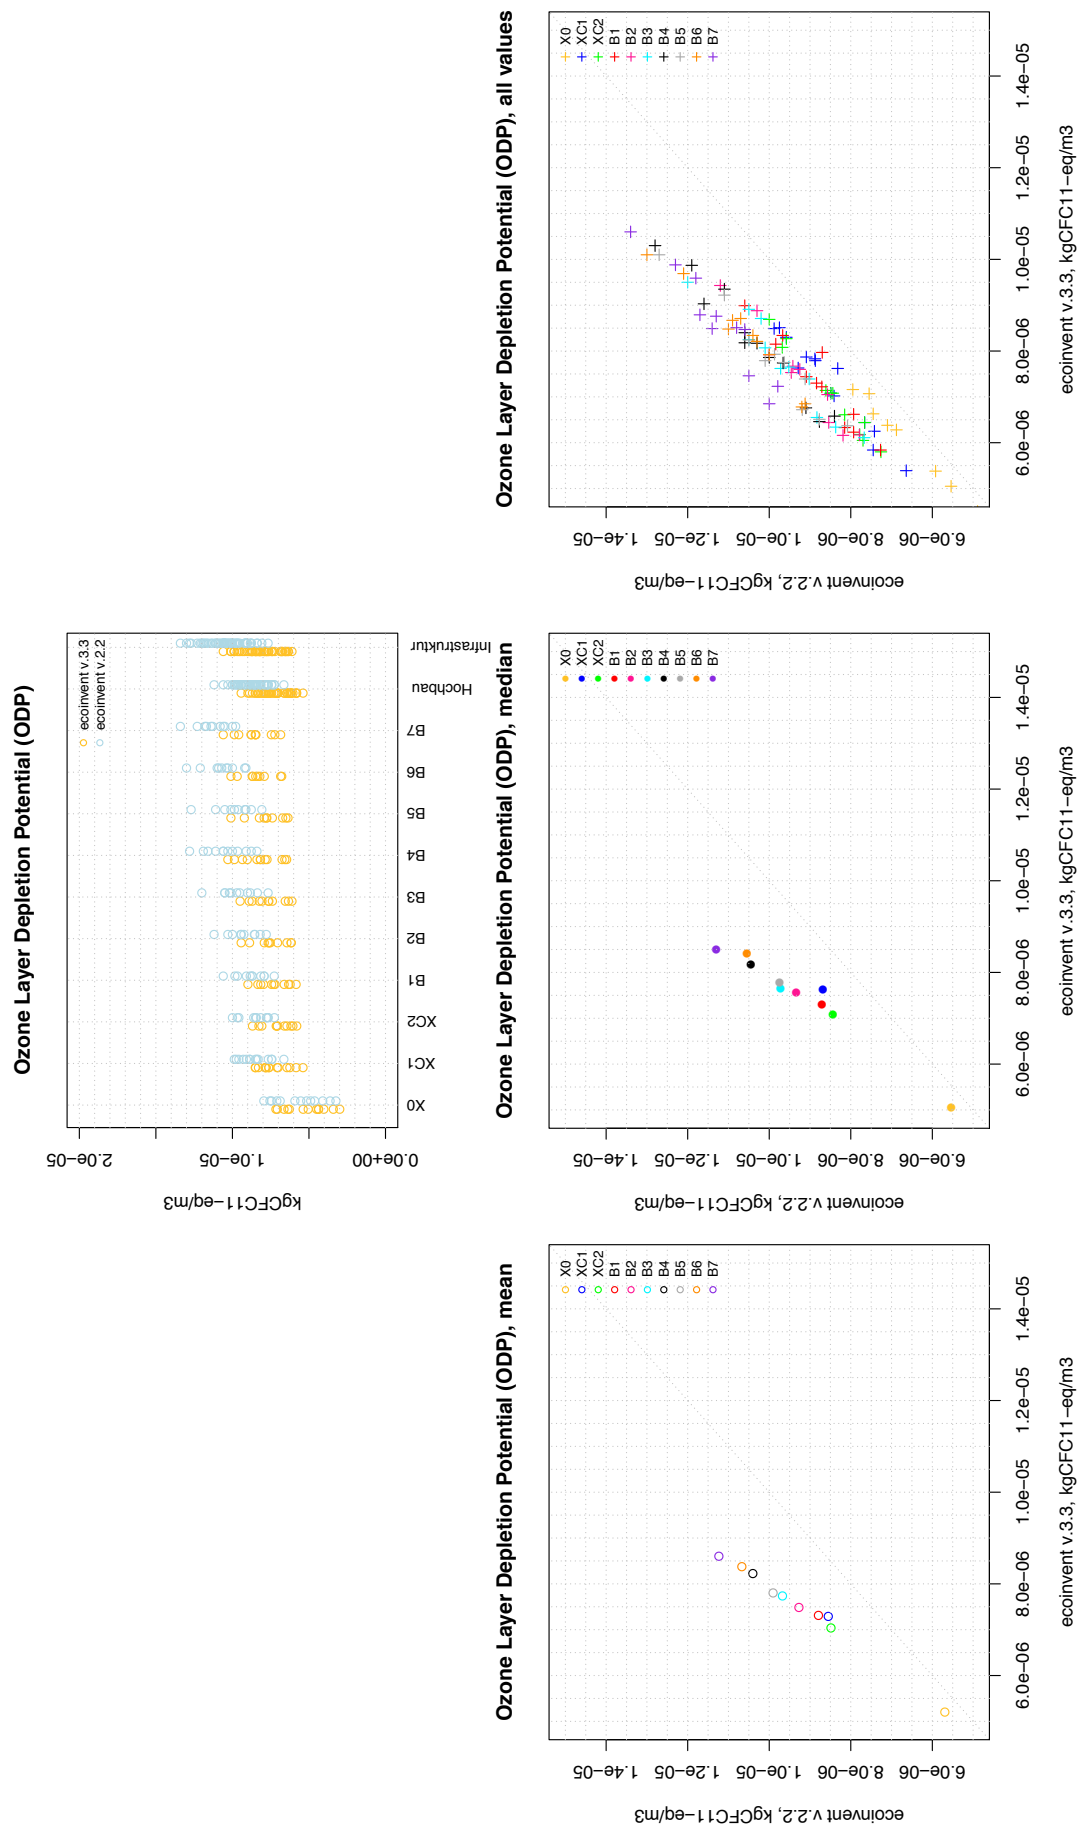 Ozone Layer Depletion Potential (ODP)
kgCFC11−eq/m3
0.0e+00
1.0e−05
2.0e−05
X0
XC1
XC2
B1
B2
B3
B4
B5
B6
B7
Hochbau
Infrastruktur
ecoinvent v.3.3
ecoinvent v.2.2
Ozone Layer Depletion Potential (ODP), mean
ecoinvent v.2.2, kgCFC11−eq/m3
6.0e−06
8.0e−06
1.0e−05
1.2e−05
1.4e−05
6.0e−06
8.0e−06
1.0e−05
1.2e−05
1.4e−05
ecoinvent v.3.3, kgCFC11−eq/m3
X0
XC1
XC2
B1
B2
B3
B4
B5
B6
B7
Ozone Layer Depletion Potential (ODP), median
ecoinvent v.2.2, kgCFC11−eq/m3
6.0e−06
8.0e−06
1.0e−05
1.2e−05
1.4e−05
6.0e−06
8.0e−06
1.0e−05
1.2e−05
1.4e−05
ecoinvent v.3.3, kgCFC11−eq/m3
X0
XC1
XC2
B1
B2
B3
B4
B5
B6
B7
Ozone Layer Depletion Potential (ODP), all values
ecoinvent v.2.2, kgCFC11−eq/m3
6.0e−06
8.0e−06
1.0e−05
1.2e−05
1.4e−05
6.0e−06
8.0e−06
1.0e−05
1.2e−05
1.4e−05
ecoinvent v.3.3, kgCFC11−eq/m3
X0
XC1
XC2
B1
B2
B3
B4
B5
B6
B7